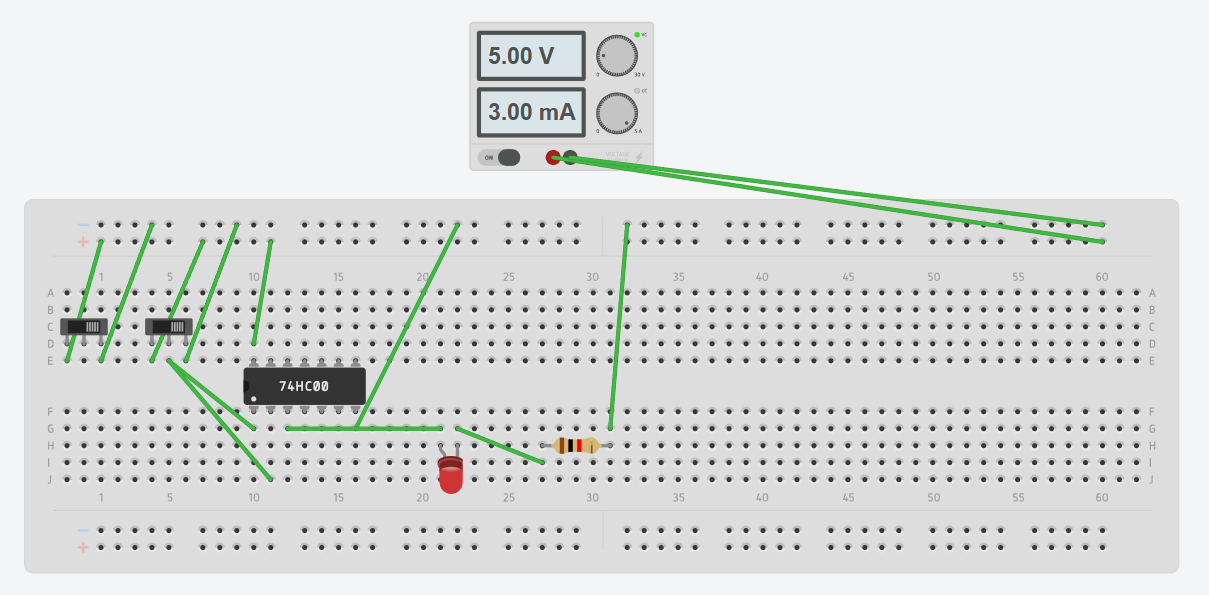 5.00 V
VC
0 30 V
3.00 mA
CC
0 5 A
ON
VOLTAGE
− −
+ +
1 5 10 15 20 25 30 35 40 45 50 55 60
A A
B B
C C
D D
E E
74HC00
F F
G G
H H
I I
J J
1 5 10 15 20 25 30 35 40 45 50 55 60
−
+